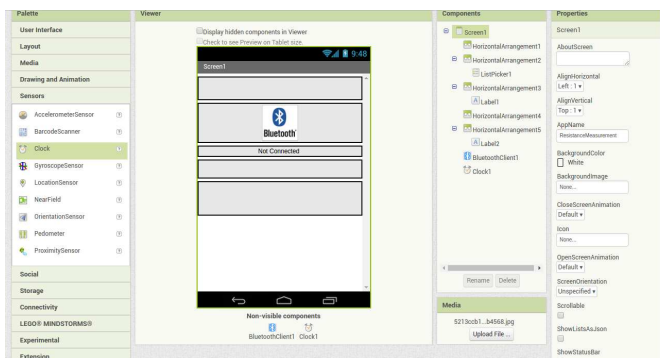 Palette
User Interface
Layout
Media
Drawing and Animation
Sensors
AccelerometerSensor
BarcodeScanner
Clock
GyroscopeSensor
LocationSensor
NearField
OrientationSensor
Pedometer
ProximitySensor
Social
Storage
Connectivity
LEGO® MINDSTORMS®
Experimental
Extension
Viewer
Display hidden components in Viewer
Check to see Preview on Tablet size.
9:48
Screen1
Bluetooth
Not Connected
Non-visible components
BluetoothClient1 Clock1
Components
Screen1
HorizontalArrangement1
HorizontalArrangement2
ListPicker1
HorizontalArrangement3
A Label1
HorizontalArrangement4
HorizontalArrangement5
A Label2
BluetoothClient1
Clock1
Rename Delete
Media
5213ccb1...b4568.jpg
Upload File ...
Properties
Screen1
AboutScreen
AlignHorizontal
Left : 1
AlignVertical
Top : 1
AppName
ResistanceMeasurement
BackgroundColor
White
BackgroundImage
None...
CloseScreenAnimation
Default
Icon
None...
OpenScreenAnimation
Default
ScreenOrientation
Unspecified
Scrollable
ShowListsAsJson
ShowStatusBar